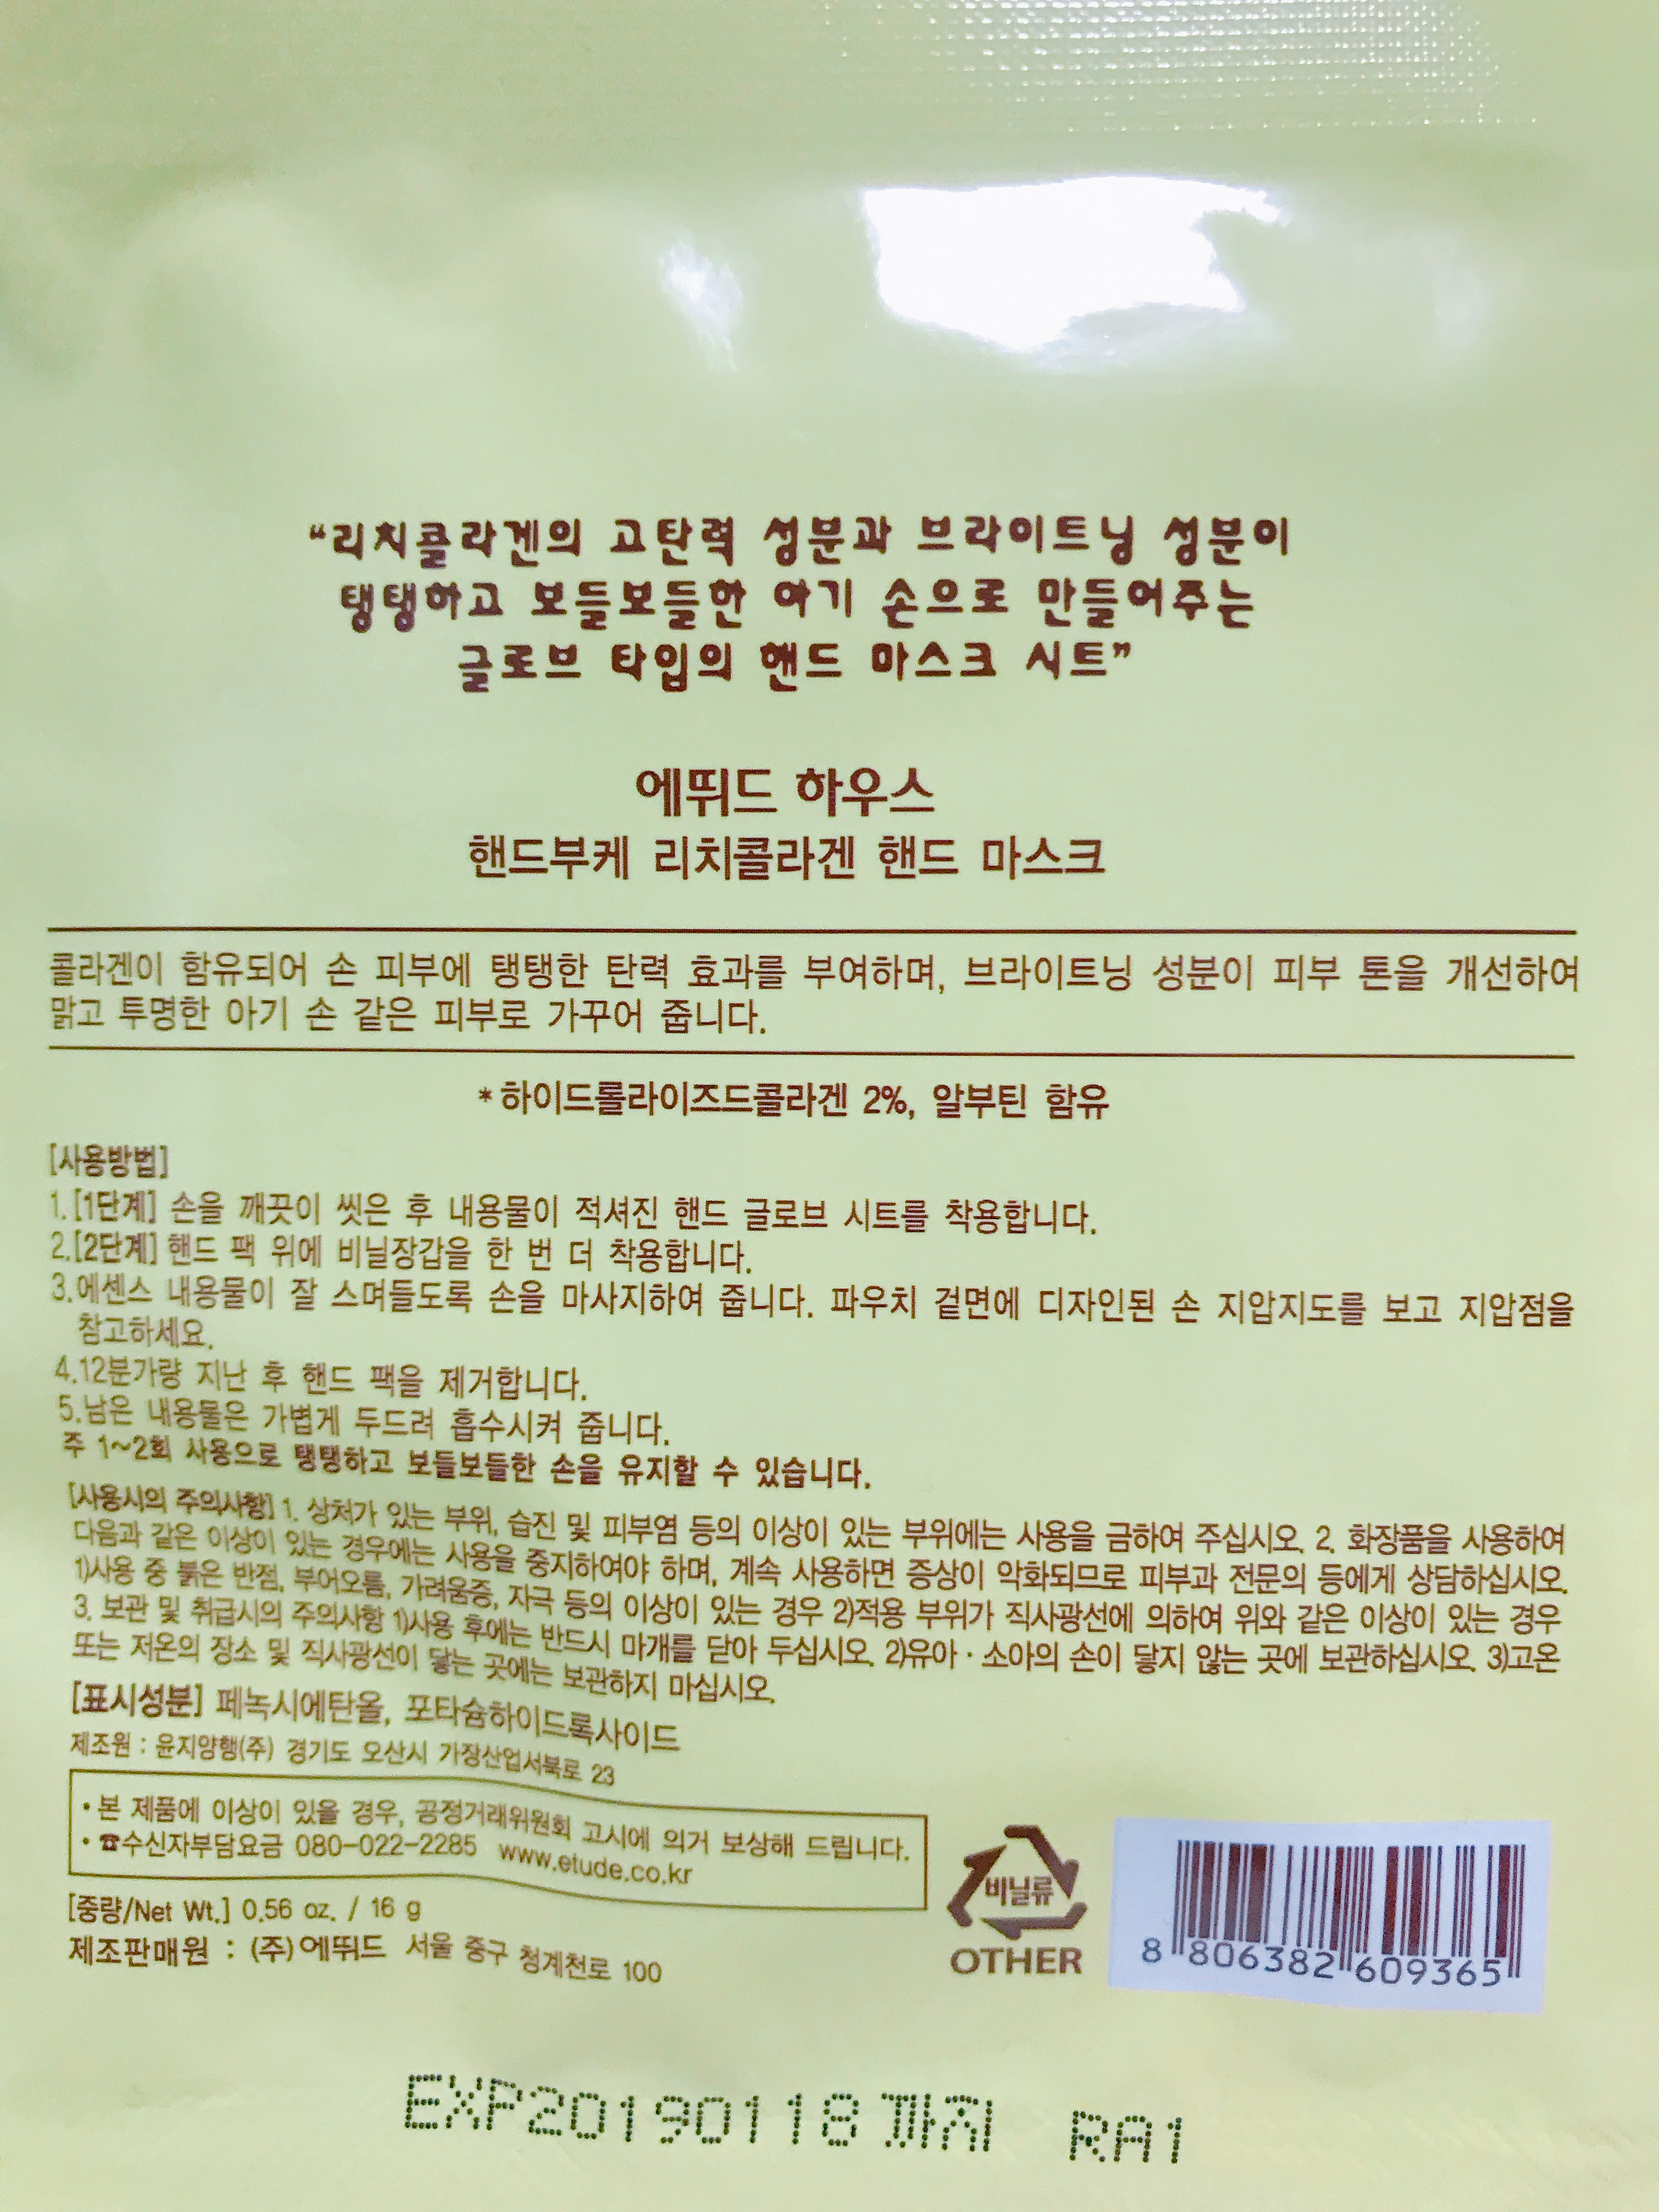 “리치콜라겐의 고탄력 성분과 브라이트닝 성분이
탱탱하고 보들보들한 아기 손으로 만들어주는
글로브 타입의 핸드 마스크 시트”
에뛰드 하우스
핸드부케 리치콜라겐 핸드 마스크
콜라겐이 함유되어 손 피부에 탱탱한 탄력 효과를 부여하며, 브라이트닝 성분이 피부 톤을 개선하여
맑고 투명한 아기 손 같은 피부로 가꾸어 줍니다.
*하이드롤라이즈드콜라겐 2%, 알부틴 함유
[사용방법]
1.[1단계] 손을 깨끗이 씻은 후 내용물이 적셔진 핸드 글로브 시트를 착용합니다.
2.[2단계] 핸드 팩 위에 비닐장갑을 한 번 더 착용합니다.
3.에센스 내용물이 잘 스며들도록 손을 마사지하여 줍니다. 파우치 겉면에 디자인된 손 지압지도를 보고 지압점을
참고하세요.
4.12분가량 지난 후 핸드 팩을 제거합니다.
5.남은 내용물은 가볍게 두드려 흡수시켜 줍니다.
주 1~2회 사용으로 탱탱하고 보들보들한 손을 유지할 수 있습니다.
[사용시의 주의사항] 1. 상처가 있는 부위, 습진 및 피부염 등의 이상이 있는 부위에는 사용을 금하여 주십시오. 2. 화장품을 사용하여
다음과 같은 이상이 있는 경우에는 사용을 중지하여야 하며, 계속 사용하면 증상이 악화되므로 피부과 전문의 등에게 상담하십시오.
1)사용 중 붉은 반점, 부어오름, 가려움증, 자극 등의 이상이 있는 경우 2)적용 부위가 직사광선에 의하여 위와 같은 이상이 있는 경우
3. 보관 및 취급시의 주의사항 1)사용 후에는 반드시 마개를 닫아 두십시오. 2)유아 · 소아의 손이 닿지 않는 곳에 보관하십시오. 3)고온
또는 저온의 장소 및 직사광선이 닿는 곳에는 보관하지 마십시오.
[표시성분] 페녹시에탄올, 포타슘하이드록사이드
제조원 : 윤지양행(주) 경기도 오산시 가장산업서북로 23
• 본 제품에 이상이 있을 경우, 공정거래위원회 고시에 의거 보상해 드립니다.
• ☎수신자부담요금 080-022-2285 www.etude.co.kr
[중량/Net Wt.] 0.56 oz. / 16 g
제조판매원 : (주)에뛰드 서울 중구 청계천로 100
비닐류
OTHER
8 806382 609365
EXP20190118까지 RA1